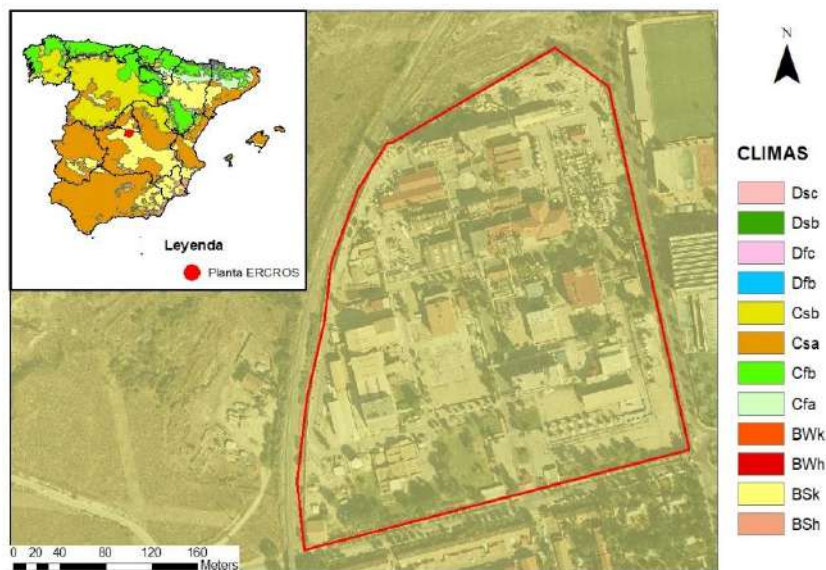 Leyenda
Planta ERCROS
N
CLIMAS
Dsc
Dsb
Dfc
Dfb
Csb
Csa
Cfb
Cfa
BWk
BWh
BSk
BSh
0 20 40 80 120 160
Meters